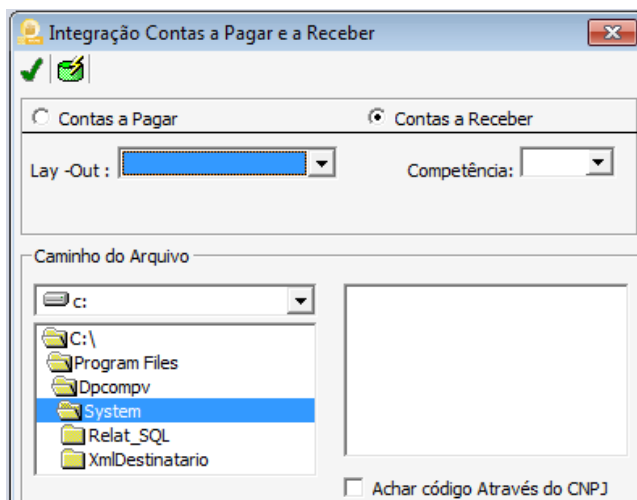 Integração Contas a Pagar e a Receber
Contas a Pagar Contas a Receber
Lay -Out : Competência:
Caminho do Arquivo
c:
C:\
Program Files
Dpcompv
System
Relat_SQL
XmlDestinatario
Achar código Através do CNPJ